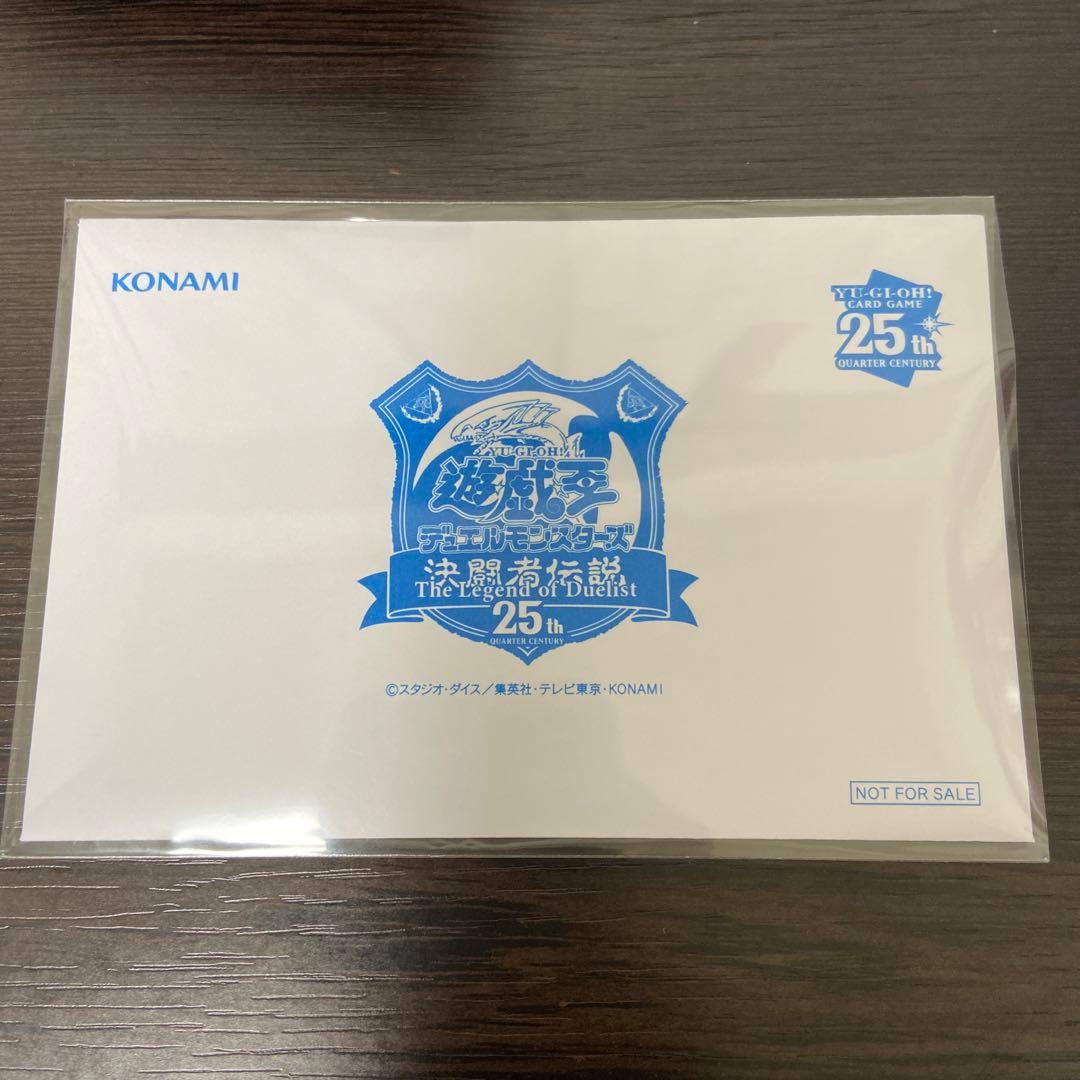 KONAMI
YU-GI-OH!
CARD GAME
25th
QUARTER CENTURY
YU-GI-OH!
遊戯王
デュエルモンスターズ
決闘者伝説
The Legend of Duelist
25th
QUARTER CENTURY
©スタジオ・ダイス/集英社・テレビ東京・KONAMI
NOT FOR SALE